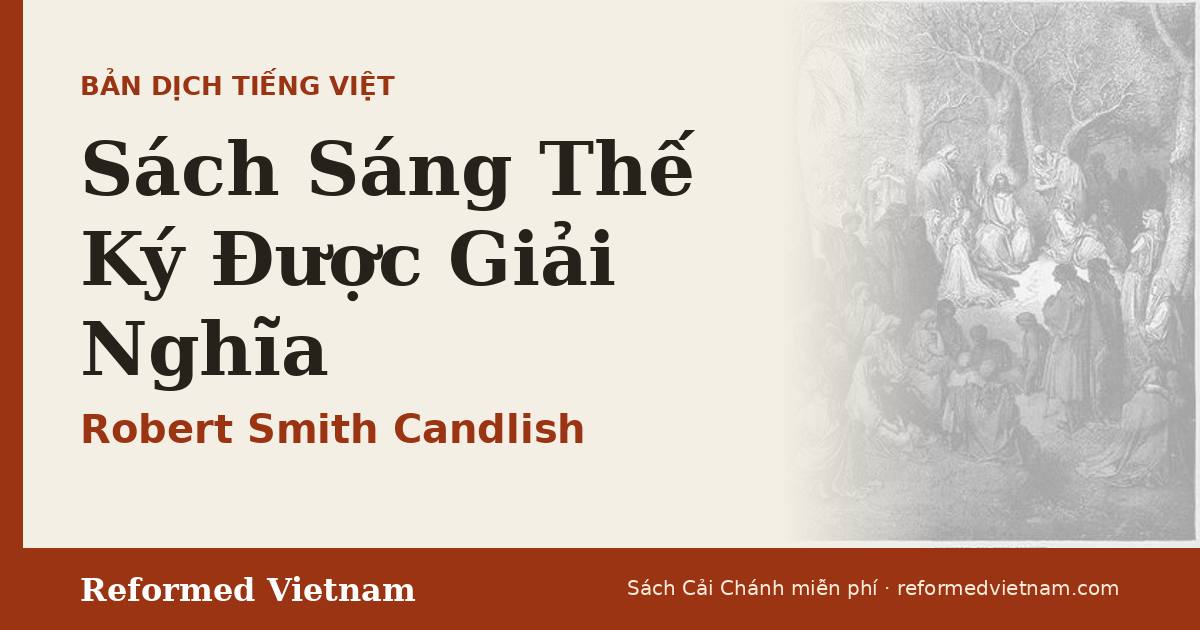 BẢN DỊCH TIẾNG VIỆT
Sách Sáng Thế
Ký Được Giải
Nghĩa
Robert Smith Candlish
Reformed Vietnam
Sách Cải Chánh miễn phí · reformedvietnam.com